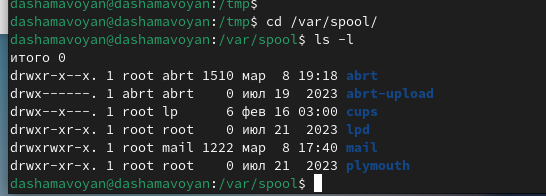 dashamavoyan@dashamavoyan:/tmp$
dashamavoyan@dashamavoyan:/tmp$ cd /var/spool/
dashamavoyan@dashamavoyan:/var/spool$ ls -l
итого 0
drwxr-x--x. 1 root abrt 1510 мар  8 19:18 abrt
drwx------. 1 abrt abrt    0 июл 19  2023 abrt-upload
drwx--x---. 1 root lp      6 фев 16 03:00 cups
drwxr-xr-x. 1 root root    0 июл 21  2023 lpd
drwxrwxr-x. 1 root mail 1222 мар  8 17:40 mail
drwxr-xr-x. 1 root root    0 июл 21  2023 plymouth
dashamavoyan@dashamavoyan:/var/spool$